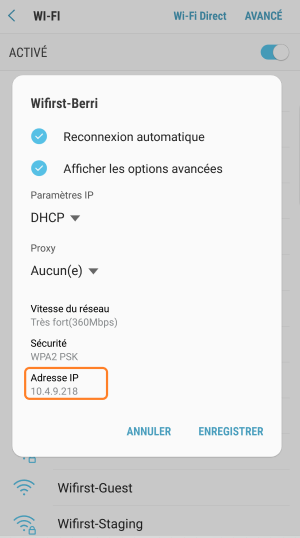 WI-FI Wi-Fi Direct AVANCÉ
ACTIVÉ
Wifirst-Berri
Reconnexion automatique
Afficher les options avancées
Paramètres IP
DHCP
Proxy
Aucun(e)
Vitesse du réseau
Très fort(360Mbps)
Sécurité
WPA2 PSK
Adresse IP
10.4.9.218
ANNULER ENREGISTRER
Wifirst-Guest
Wifirst-Staging